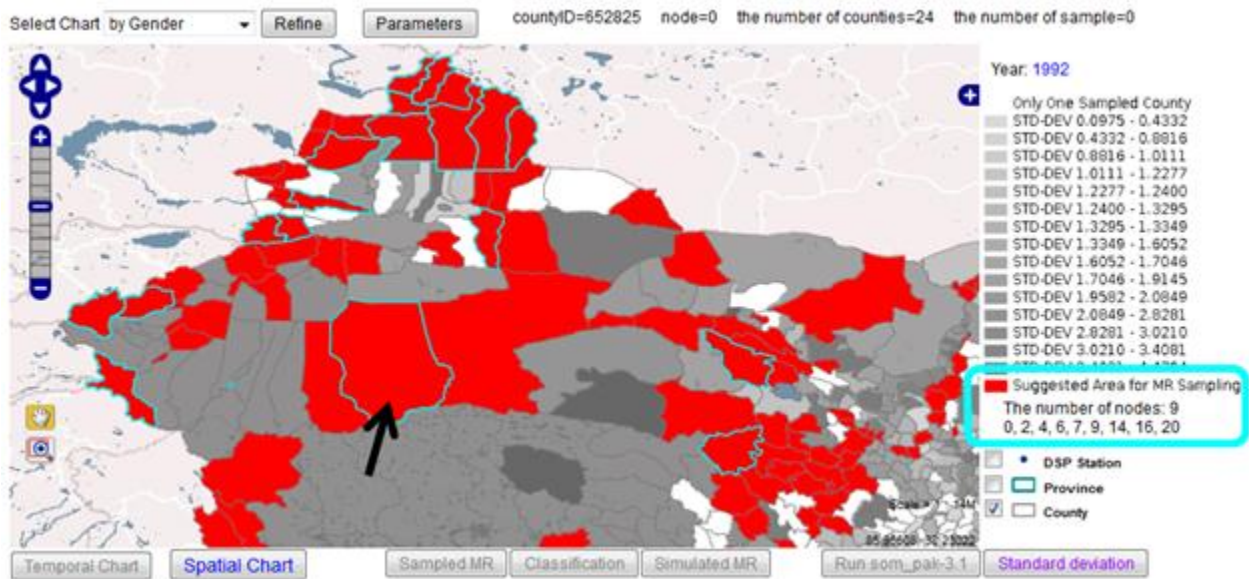 Select Chart by Gender Refine Parameters countyID=652825 node=0 the number of counties=24 the number of sample=0
Year: 1992
Only One Sampled County
STD-DEV 0.0975 - 0.4332
STD-DEV 0.4332 - 0.8816
STD-DEV 0.8816 - 1.0111
STD-DEV 1.0111 - 1.2277
STD-DEV 1.2277 - 1.2400
STD-DEV 1.2400 - 1.3295
STD-DEV 1.3295 - 1.3349
STD-DEV 1.3349 - 1.6052
STD-DEV 1.6052 - 1.7046
STD-DEV 1.7046 - 1.9145
STD-DEV 1.9582 - 2.0849
STD-DEV 2.0849 - 2.8281
STD-DEV 2.8281 - 3.0210
STD-DEV 3.0210 - 3.4081
Suggested Area for MR Sampling
The number of nodes: 9
0, 2, 4, 6, 7, 9, 14, 16, 20
DSP Station
Province
County
Scale = 1 : 14M
Temporal Chart Spatial Chart Sampled MR Classification Simulated MR Run som_pak-3.1 Standard deviation